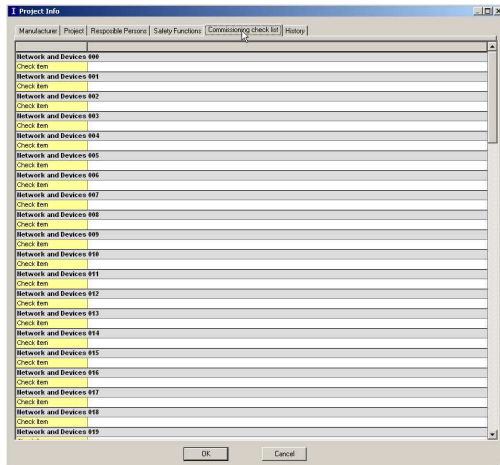 I Project Info
Manufacturer Project Resposible Persons Safety Functions Commissioning check list History
Network and Devices 000
Check item
Network and Devices 001
Check item
Network and Devices 002
Check item
Network and Devices 003
Check item
Network and Devices 004
Check item
Network and Devices 005
Check item
Network and Devices 006
Check item
Network and Devices 007
Check item
Network and Devices 008
Check item
Network and Devices 009
Check item
Network and Devices 010
Check item
Network and Devices 011
Check item
Network and Devices 012
Check item
Network and Devices 013
Check item
Network and Devices 014
Check item
Network and Devices 015
Check item
Network and Devices 016
Check item
Network and Devices 017
Check item
Network and Devices 018
Check item
Network and Devices 019
OK Cancel